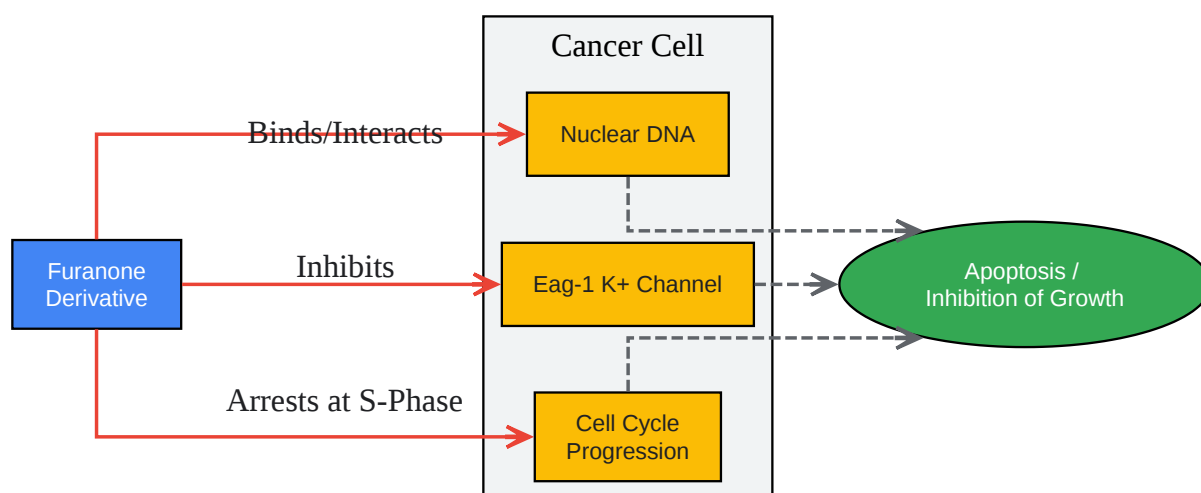 Cancer Cell
Binds/Interacts
Nuclear DNA
Furanone
Derivative
Inhibits
Eag-1 K+ Channel
Apoptosis /
Inhibition of Growth
Arrests at S-Phase
Cell Cycle
Progression